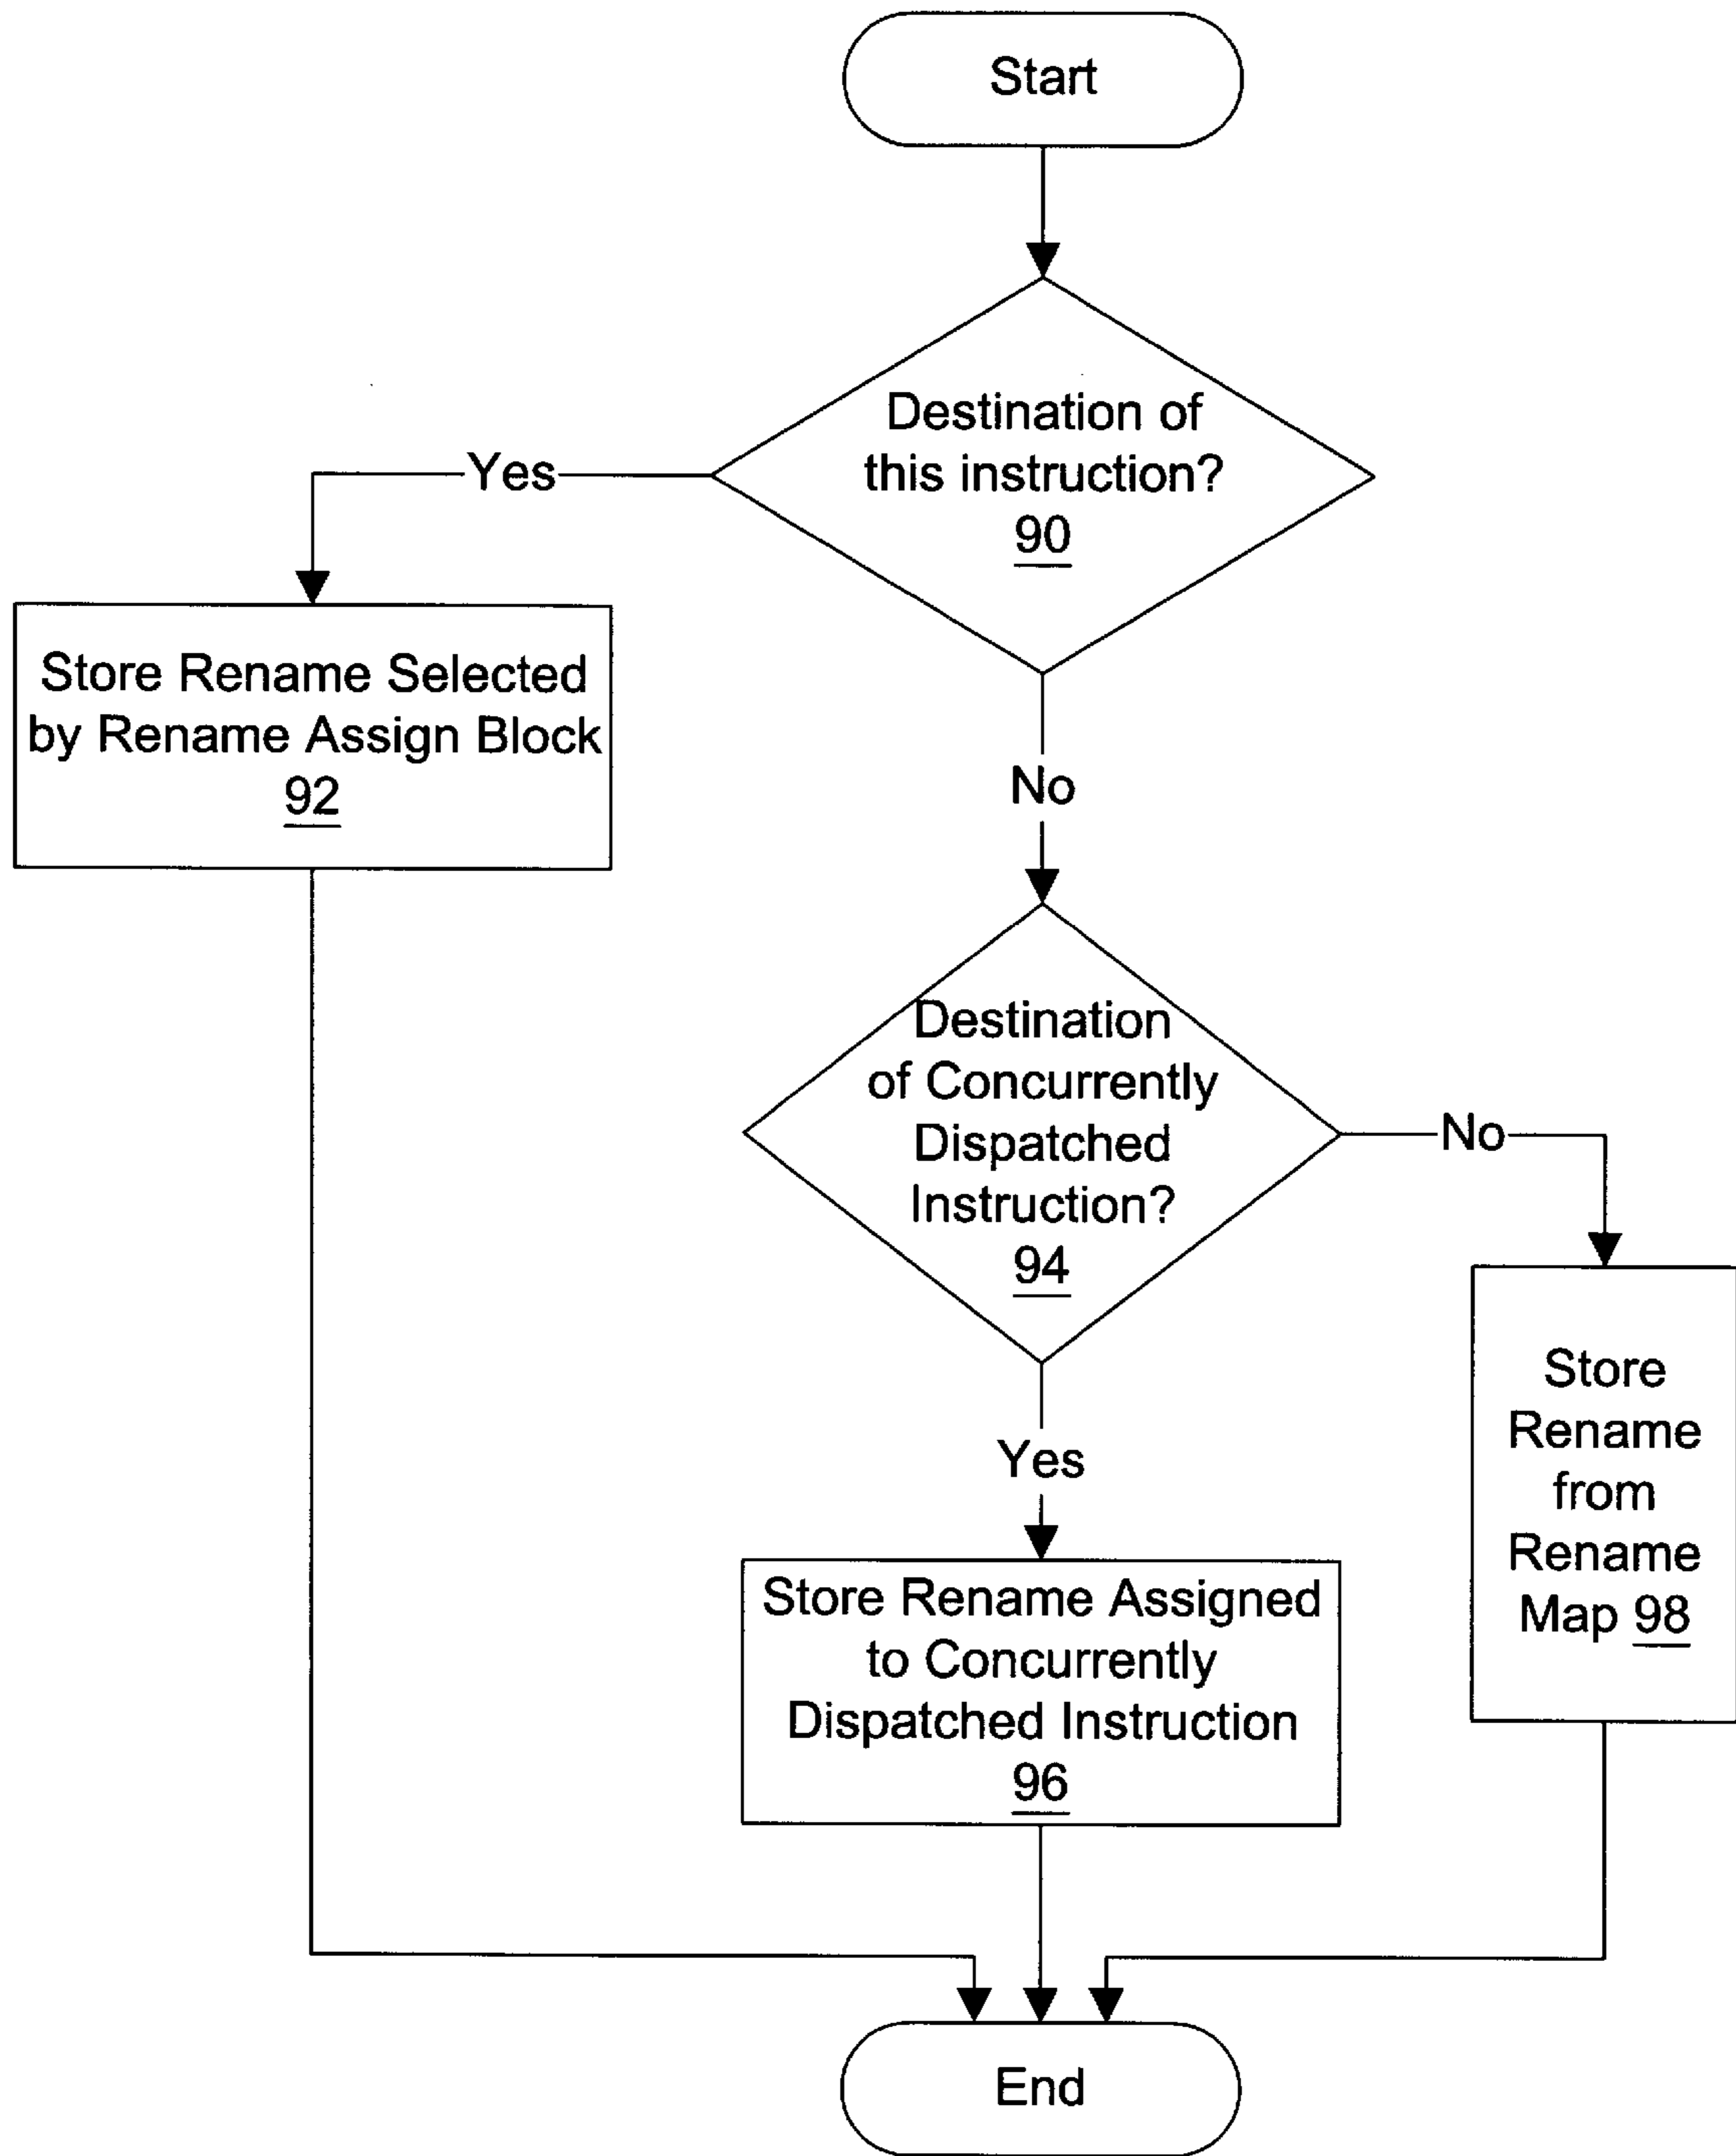 Start
Destination of
this instruction?
90
Yes
Store Rename Selected
by Rename Assign Block
92
No
Destination
of Concurrently
Dispatched
Instruction?
94
No
Store
Rename
from
Rename
Map 98
Yes
Store Rename Assigned
to Concurrently
Dispatched Instruction
96
End